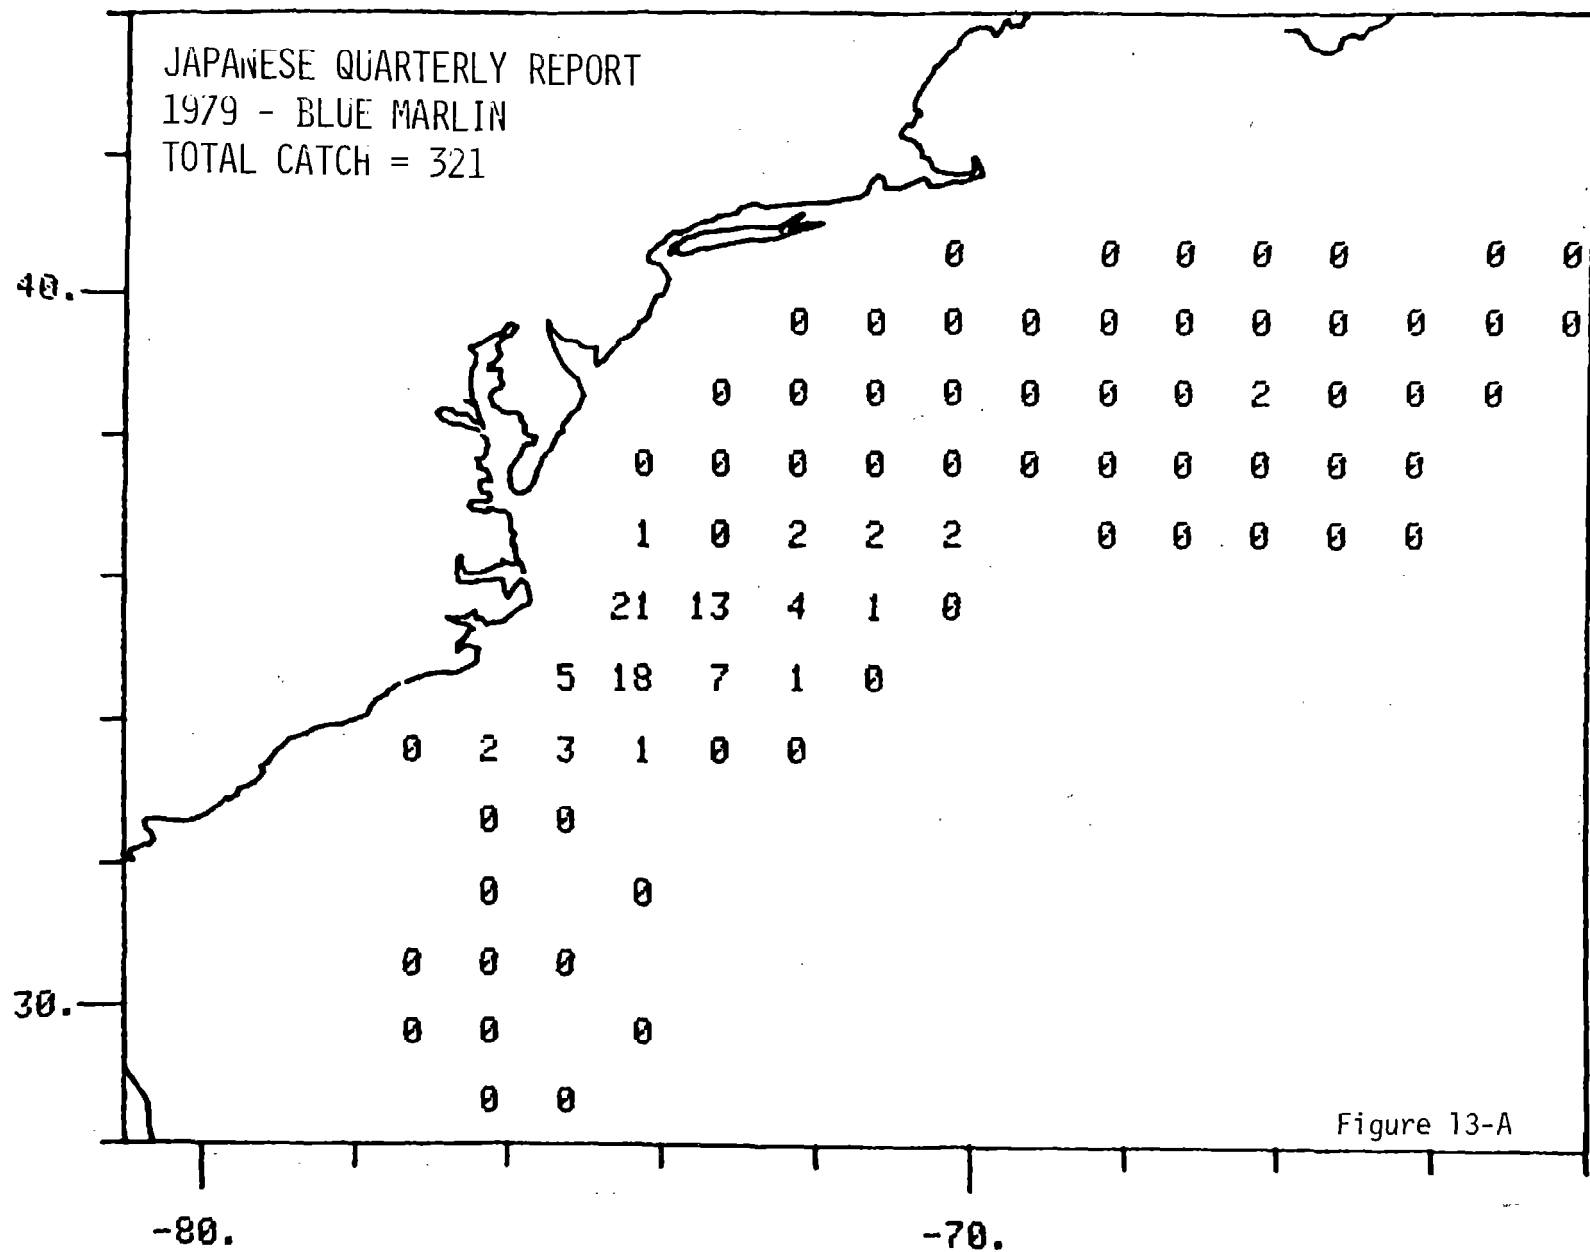 JAPANESE QUARTERLY REPORT
1979 - BLUE MARLIN
TOTAL CATCH = 321
0 0 0 0 0 0 0
40.
0 0 0 0 0 0 0 0 0 0 0
0 0 0 0 0 0 0 2 0 0 0
0 0 0 0 0 0 0 0 0 0 0
1 0 2 2 2 0 0 0 0 0
21 13 4 1 0
5 18 7 1 0
0 2 3 1 0 0
0 0
0 0
0 0 0
30.
0 0 0
0 0
Figure 13-A
-80. -70.